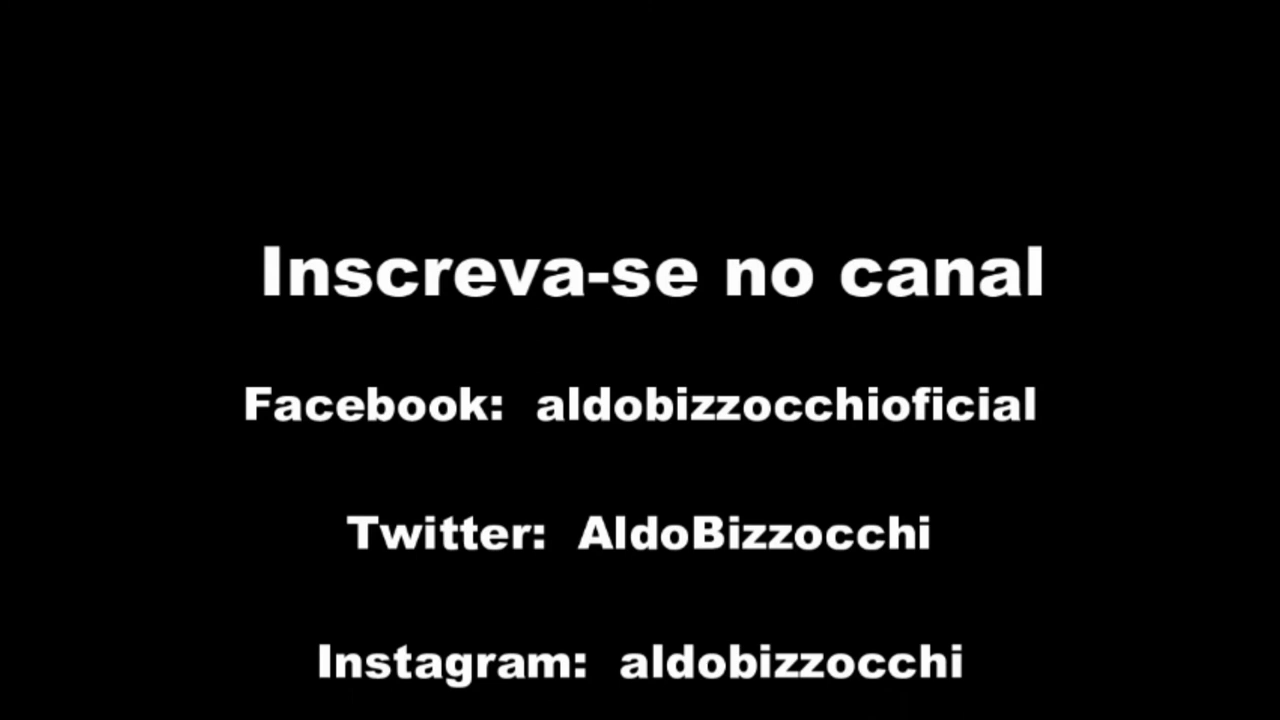 Inscreva-se no canal
Facebook: aldobizzocchioficial
Twitter: AldoBizzocchi
Instagram: aldobizzocchi